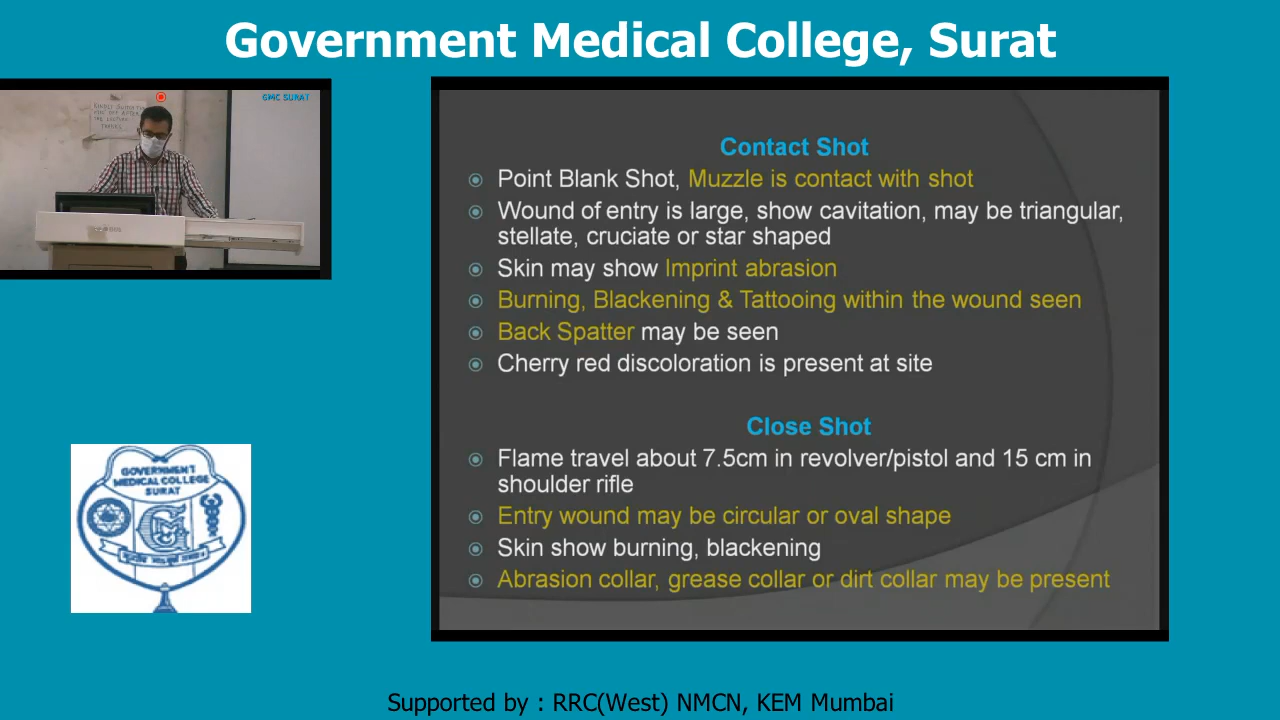 Government Medical College, Surat
GMC SURAT
Contact Shot
Point Blank Shot, Muzzle is contact with shot
Wound of entry is large, show cavitation, may be triangular,
stellate, cruciate or star shaped
Skin may show Imprint abrasion
Burning, Blackening & Tattooing within the wound seen
Back Spatter may be seen
Cherry red discoloration is present at site
Close Shot
Flame travel about 7.5cm in revolver/pistol and 15 cm in
shoulder rifle
Entry wound may be circular or oval shape
Skin show burning, blackening
Abrasion collar, grease collar or dirt collar may be present
GOVERNMENT
MEDICAL COLLEGE
SURAT
Supported by : RRC(West) NMCN, KEM Mumbai